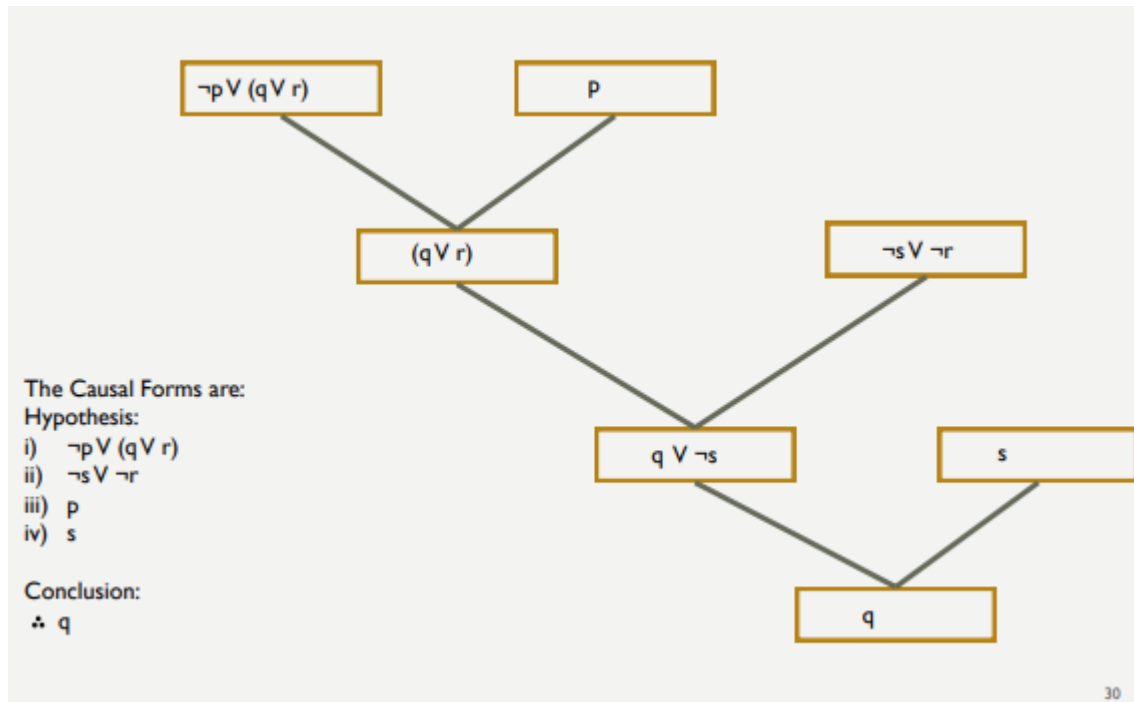 ¬p V (q V r)
p
(q V r)
¬s V ¬r
The Causal Forms are:
Hypothesis:
i) ¬p V (q V r)
ii) ¬s V ¬r
iii) p
iv) s
q V ¬s
s
Conclusion:
∴ q
q
30